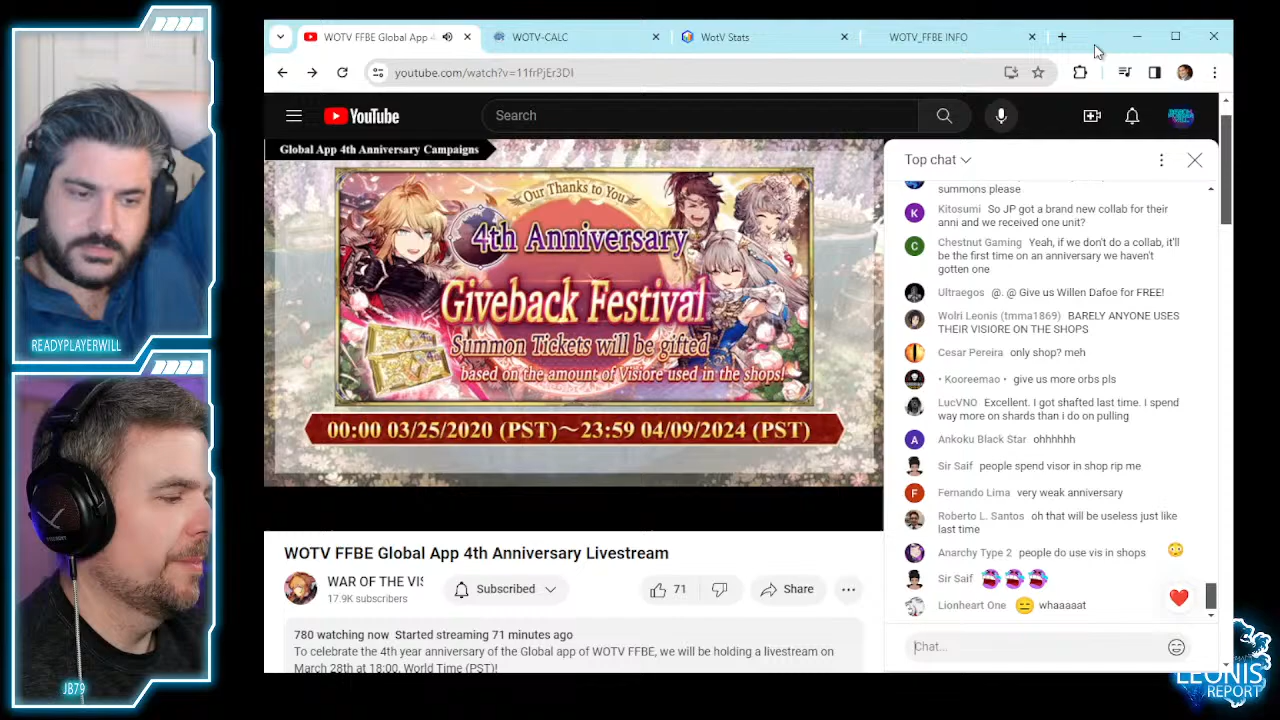 WOTV FFBE Global App 4
WOTV-CALC
WotV Stats
WOTV_FFBE INFO
youtube.com/watch?v=11frPjEr3DI
YouTube
Search
Global App 4th Anniversary Campaigns
Our Thanks to You
4th Anniversary
Giveback Festival
Summon Tickets will be gifted
based on the amount of Visiore used in the shops!
00:00 03/25/2020 (PST)～23:59 04/09/2024 (PST)
WOTV FFBE Global App 4th Anniversary Livestream
WAR OF THE VIS
17.9K subscribers
Subscribed
71
Share
780 watching now Started streaming 71 minutes ago
To celebrate the 4th year anniversary of the Global app of WOTV FFBE, we will be holding a livestream on
March 28th at 18:00, World Time (PST)!
Top chat
summons please
Kitosumi So JP got a brand new collab for their
anni and we received one unit?
Chestnut Gaming Yeah, if we don't do a collab, it'll
be the first time on an anniversary we haven't
gotten one
Ultraegos @. @ Give us Willen Dafoe for FREE!
Wolri Leonis (tmma1869) BARELY ANYONE USES
THEIR VISIORE ON THE SHOPS
Cesar Pereira only shop? meh
• Kooreemao • give us more orbs pls
LucVNO Excellent. I got shafted last time. I spend
way more on shards than i do on pulling
Ankoku Black Star ohhhhhh
Sir Saif people spend visor in shop rip me
Fernando Lima very weak anniversary
Roberto L. Santos oh that will be useless just like
last time
Anarchy Type 2 people do use vis in shops
Sir Saif
Lionheart One whaaaaat
Chat...
READYPLAYERWILL
JB79
LEONIS
REPORT